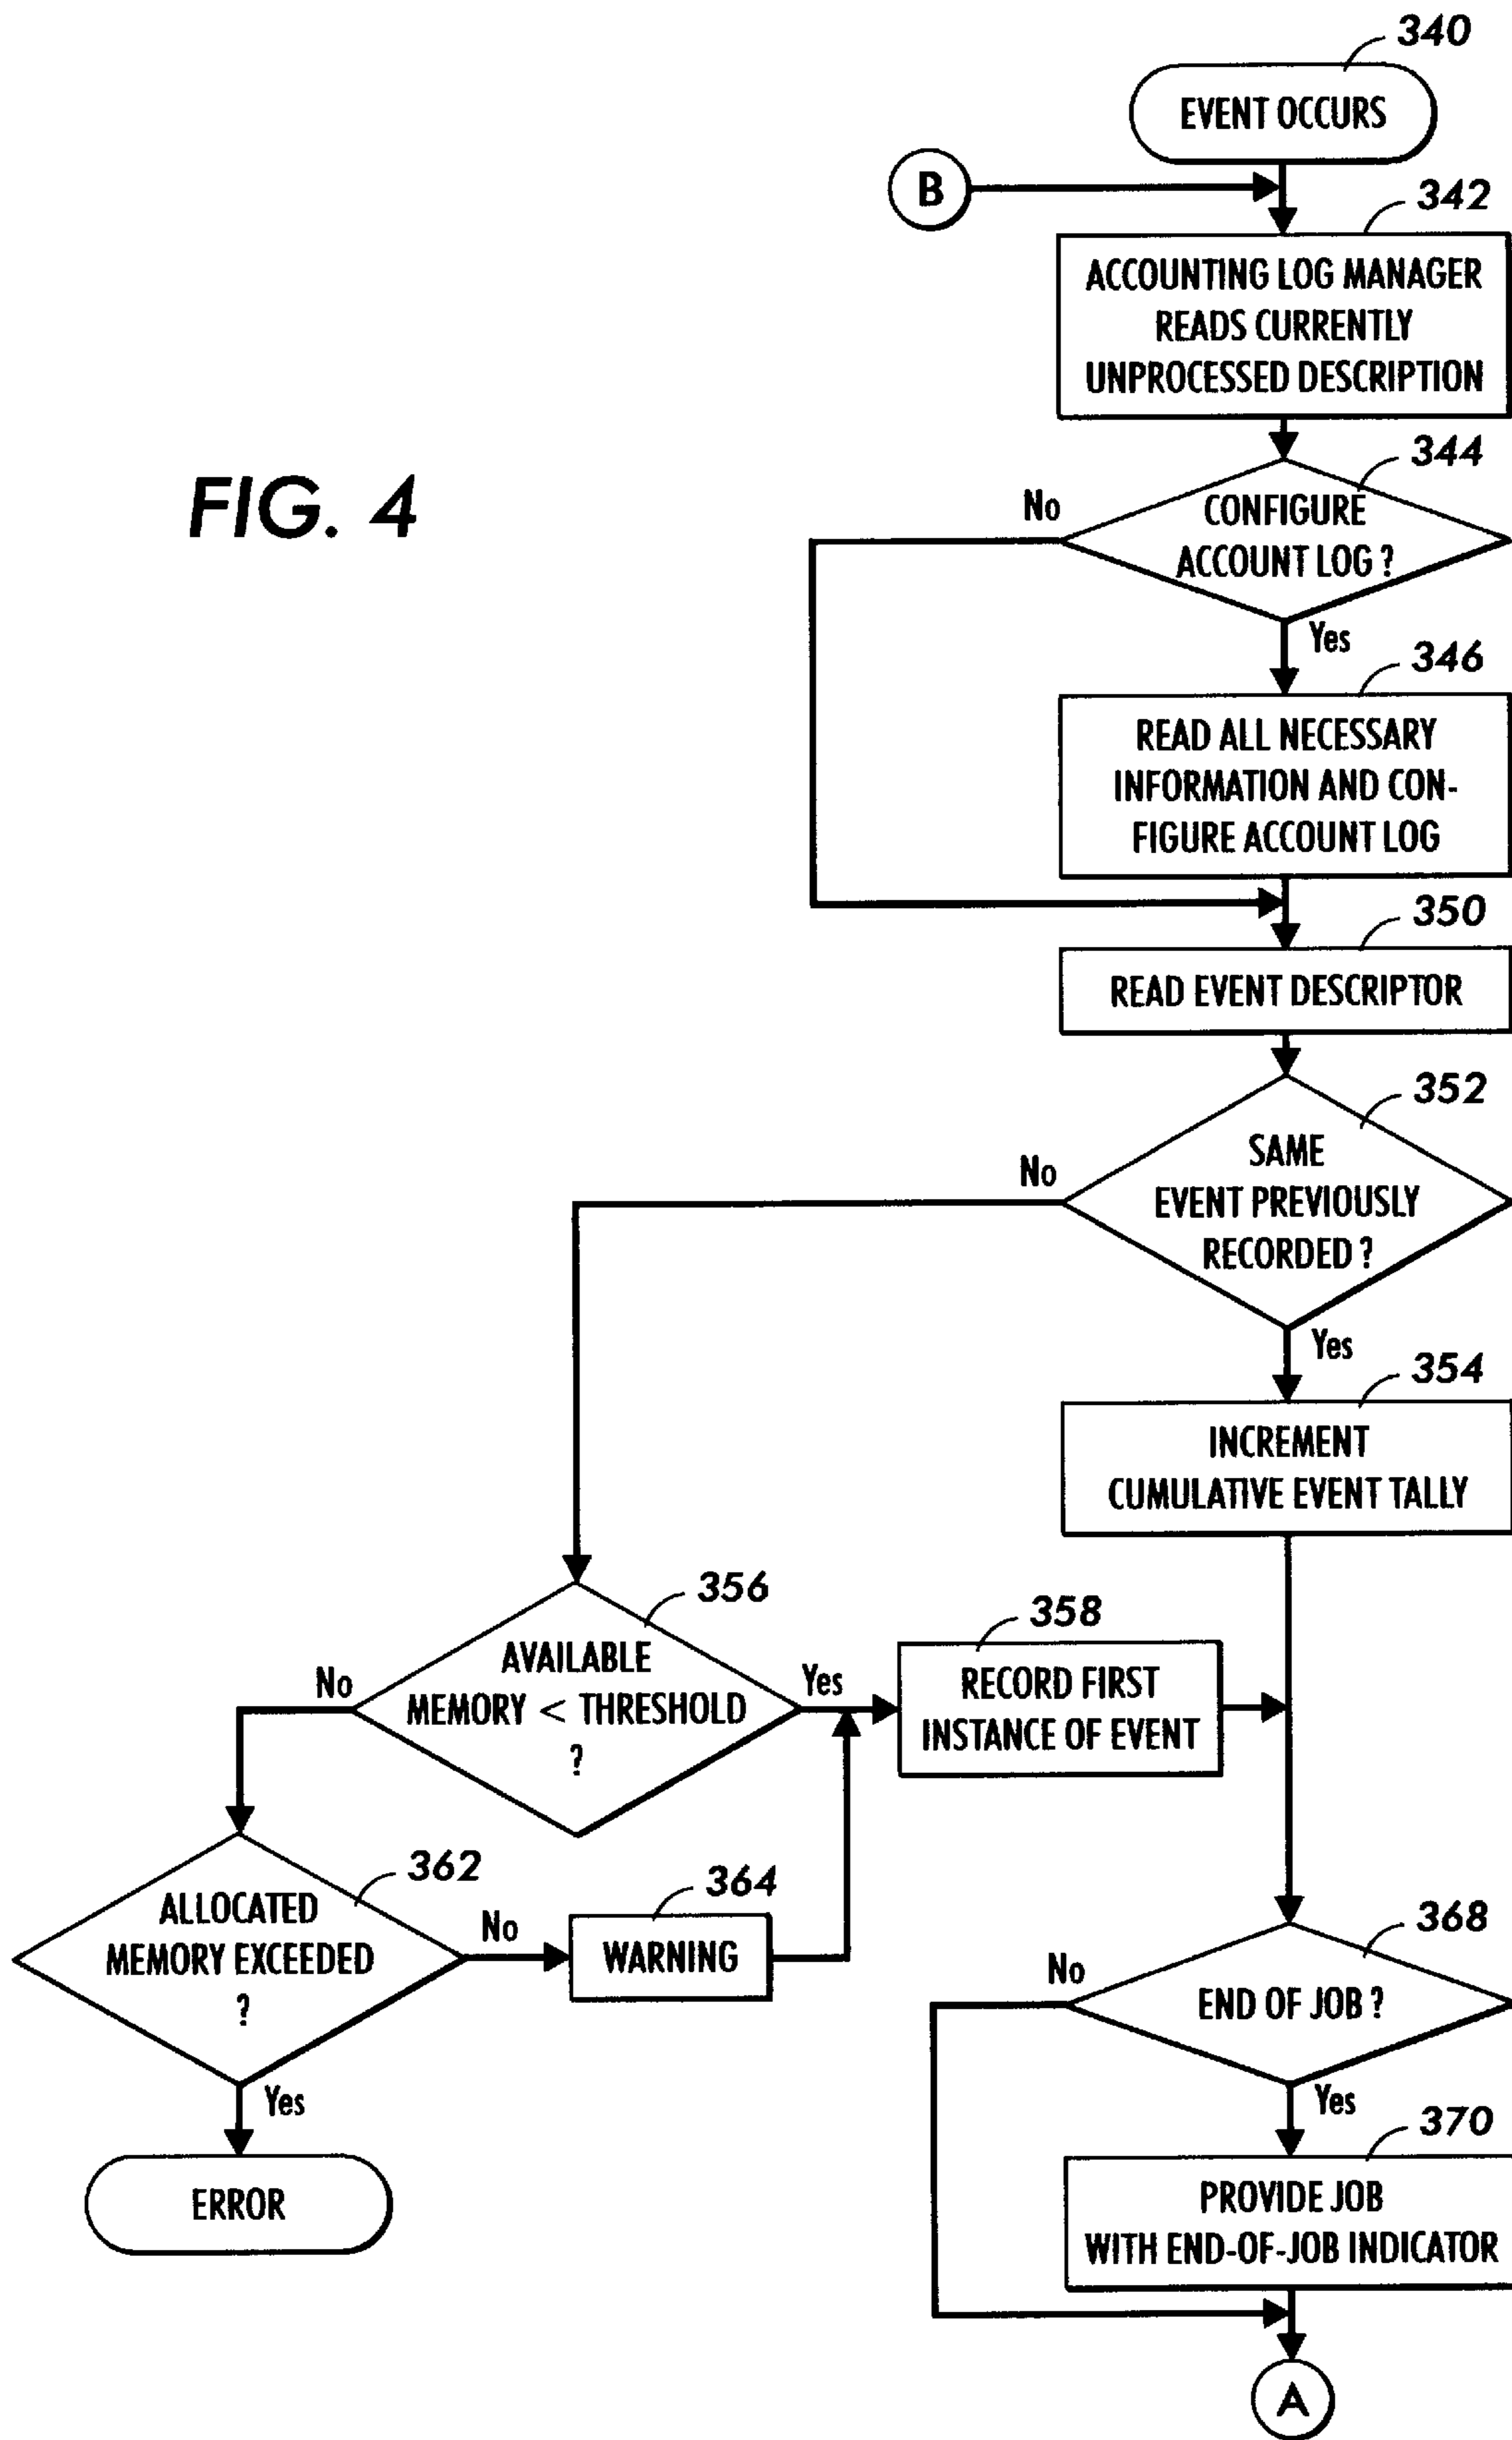 340
EVENT OCCURS
B
342
ACCOUNTING LOG MANAGER
READS CURRENTLY
UNPROCESSED DESCRIPTION
FIG. 4
344
No
CONFIGURE
ACCOUNT LOG ?
Yes
346
READ ALL NECESSARY
INFORMATION AND CON-
FIGURE ACCOUNT LOG
350
READ EVENT DESCRIPTOR
352
No
SAME
EVENT PREVIOUSLY
RECORDED ?
Yes
354
INCREMENT
CUMULATIVE EVENT TALLY
356
AVAILABLE
MEMORY < THRESHOLD
?
No
Yes
358
RECORD FIRST
INSTANCE OF EVENT
362
ALLOCATED
MEMORY EXCEEDED
?
No
364
WARNING
Yes
ERROR
368
No
END OF JOB ?
Yes
370
PROVIDE JOB
WITH END-OF-JOB INDICATOR
A